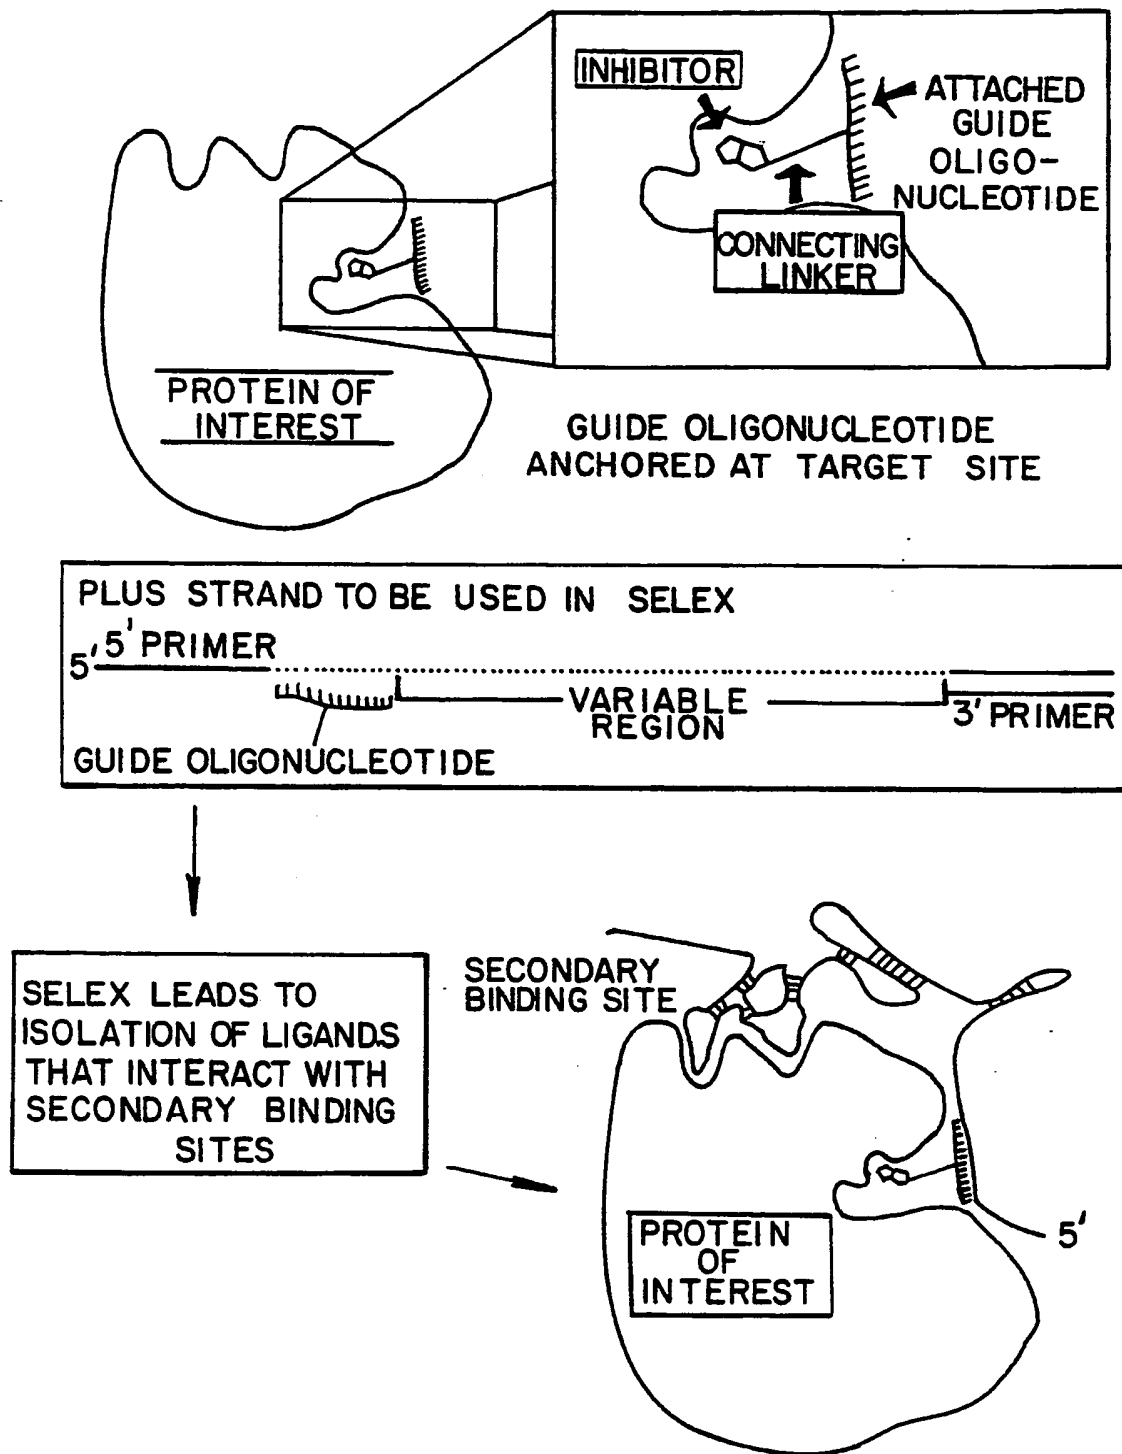 INHIBITOR
ATTACHED
GUIDE
OLIGO-
NUCLEOTIDE
CONNECTING
LINKER
PROTEIN OF
INTEREST
GUIDE OLIGONUCLEOTIDE
ANCHORED AT TARGET SITE
PLUS STRAND TO BE USED IN SELEX
5' 5' PRIMER
VARIABLE
REGION
3' PRIMER
GUIDE OLIGONUCLEOTIDE
SELEX LEADS TO
ISOLATION OF LIGANDS
THAT INTERACT WITH
SECONDARY BINDING
SITES
SECONDARY
BINDING SITE
PROTEIN
OF
INTEREST
5'